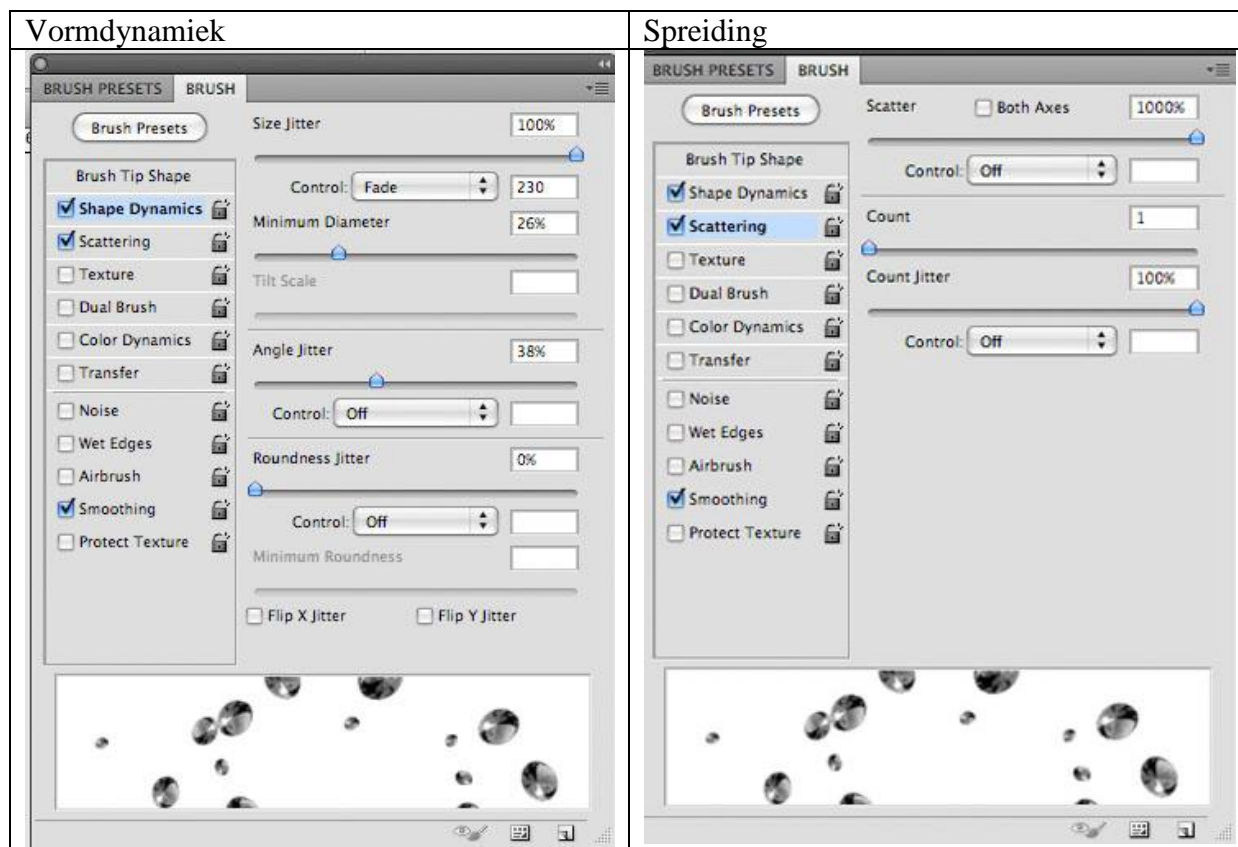 Vormdynamiek
BRUSH PRESETS BRUSH
Brush Presets
Brush Tip Shape
Shape Dynamics
Scattering
Texture
Dual Brush
Color Dynamics
Transfer
Noise
Wet Edges
Airbrush
Smoothing
Protect Texture
Size Jitter 100%
Control: Fade 230
Minimum Diameter 26%
Tilt Scale
Angle Jitter 38%
Control: Off
Roundness Jitter 0%
Control: Off
Minimum Roundness
Flip X Jitter Flip Y Jitter
Spreiding
BRUSH PRESETS BRUSH
Brush Presets
Brush Tip Shape
Shape Dynamics
Scattering
Texture
Dual Brush
Color Dynamics
Transfer
Noise
Wet Edges
Airbrush
Smoothing
Protect Texture
Scatter Both Axes 1000%
Control: Off
Count 1
Count Jitter 100%
Control: Off